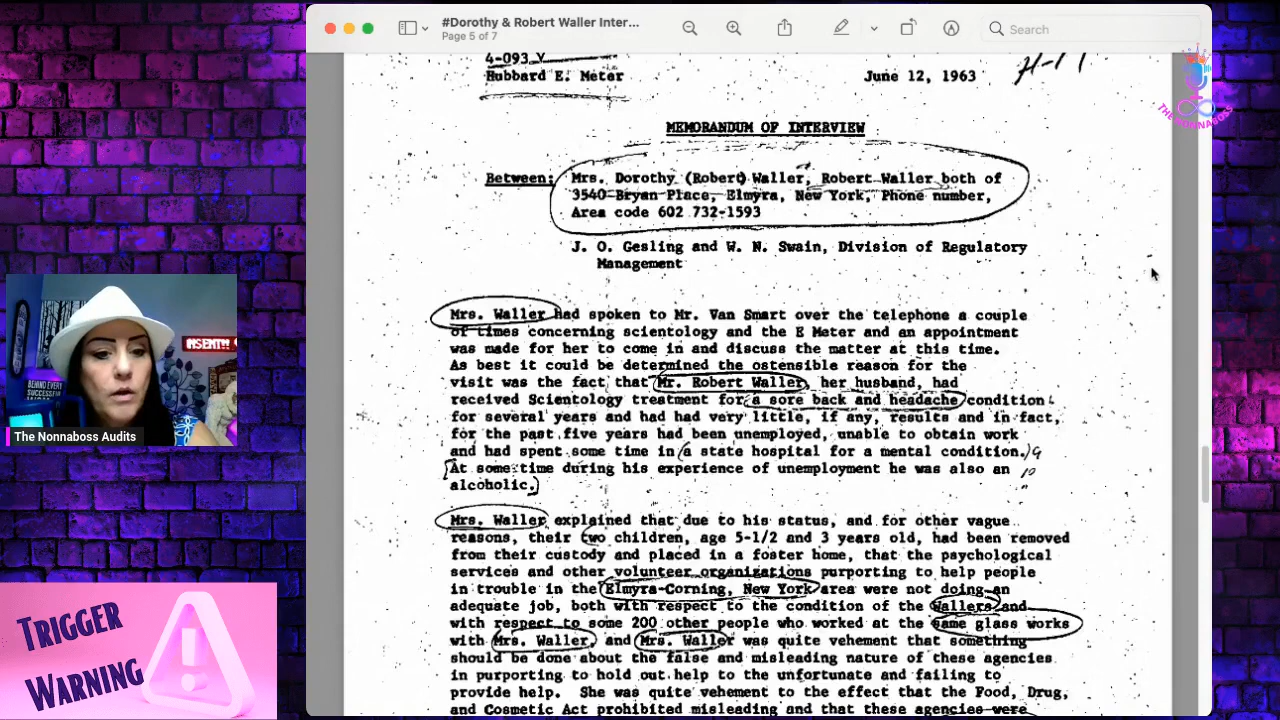 #Dorothy & Robert Waller Inter...
Page 5 of 7
Search
4-093 Y
Hubbard E. Meter
June 12, 1963
MEMORANDUM OF INTERVIEW
Between: Mrs. Dorothy (Robert) Waller, Robert Waller both of
3540 Bryan Place, Elmyra, New York, Phone number,
Area code 602 732-1593
J. O. Gesling and W. N. Swain, Division of Regulatory
Management
Mrs. Waller had spoken to Mr. Van Smart over the telephone a couple
of times concerning scientology and the E Meter and an appointment
was made for her to come in and discuss the matter at this time.
As best it could be determined the ostensible reason for the
visit was the fact that Mr. Robert Waller, her husband, had
received Scientology treatment for a sore back and headache condition
for several years and had had very little, if any, results and in fact,
for the past five years had been unemployed, unable to obtain work
and had spent some time in a state hospital for a mental condition.
At some time during his experience of unemployment he was also an
alcoholic.
Mrs. Waller explained that due to his status, and for other vague
reasons, their two children, age 5-1/2 and 3 years old, had been removed
from their custody and placed in a foster home, that the psychological
services and other volunteer organizations purporting to help people
in trouble in the Elmyra-Corning, New York area were not doing an
adequate job, both with respect to the condition of the Wallers and
with respect to some 200 other people who worked at the same glass works
with Mrs. Waller, and Mrs. Waller was quite vehement that something
should be done about the false and misleading nature of these agencies
in purporting to hold out help to the unfortunate and failing to
provide help. She was quite vehement to the effect that the Food, Drug,
and Cosmetic Act prohibited misleading and that these agencies were
THE NONNABOSS
BEHIND EVERY
SUCCESSFUL
The Nonnaboss Audits
TRIGGER
WARNING